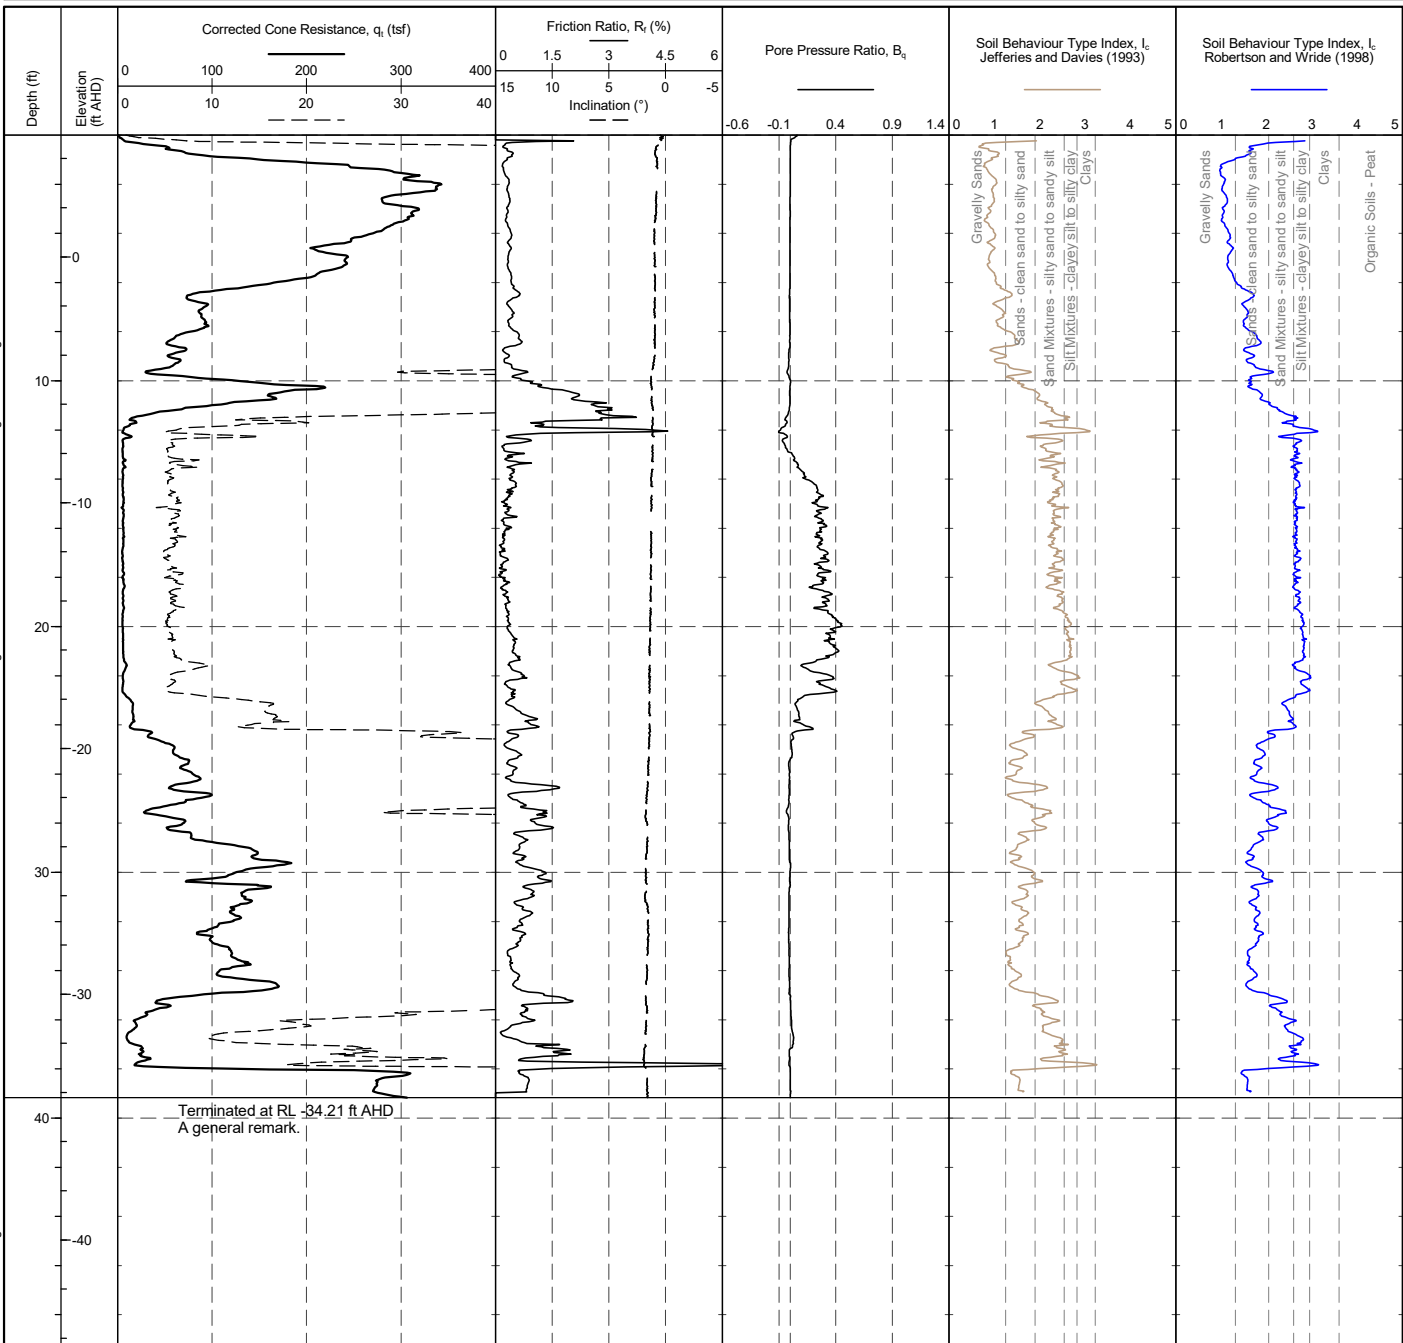 Depth (ft)
Elevation
(ft AHD)
Corrected Cone Resistance, qt (tsf)
0 100 200 300 400
0 10 20 30 40
Friction Ratio, Rf (%)
0 1.5 3 4.5 6
15 10 5 0 -5
Inclination (°)
Pore Pressure Ratio, Bq
-0.6 -0.1 0.4 0.9 1.4
Soil Behaviour Type Index, Ic
Jefferies and Davies (1993)
0 1 2 3 4 5
Soil Behaviour Type Index, Ic
Robertson and Wride (1998)
0 1 2 3 4 5
Gravelly Sands
Sands - clean sand to silty sand
Sand Mixtures - silty sand to sandy silt
Silt Mixtures - clayey silt to silty clay
Clays
Gravelly Sands
Sands - clean sand to silty sand
Sand Mixtures - silty sand to sandy silt
Silt Mixtures - clayey silt to silty clay
Clays
Organic Soils - Peat
0
10
-10
20
-20
30
-30
40
-40
Terminated at RL -34.21 ft AHD
A general remark.